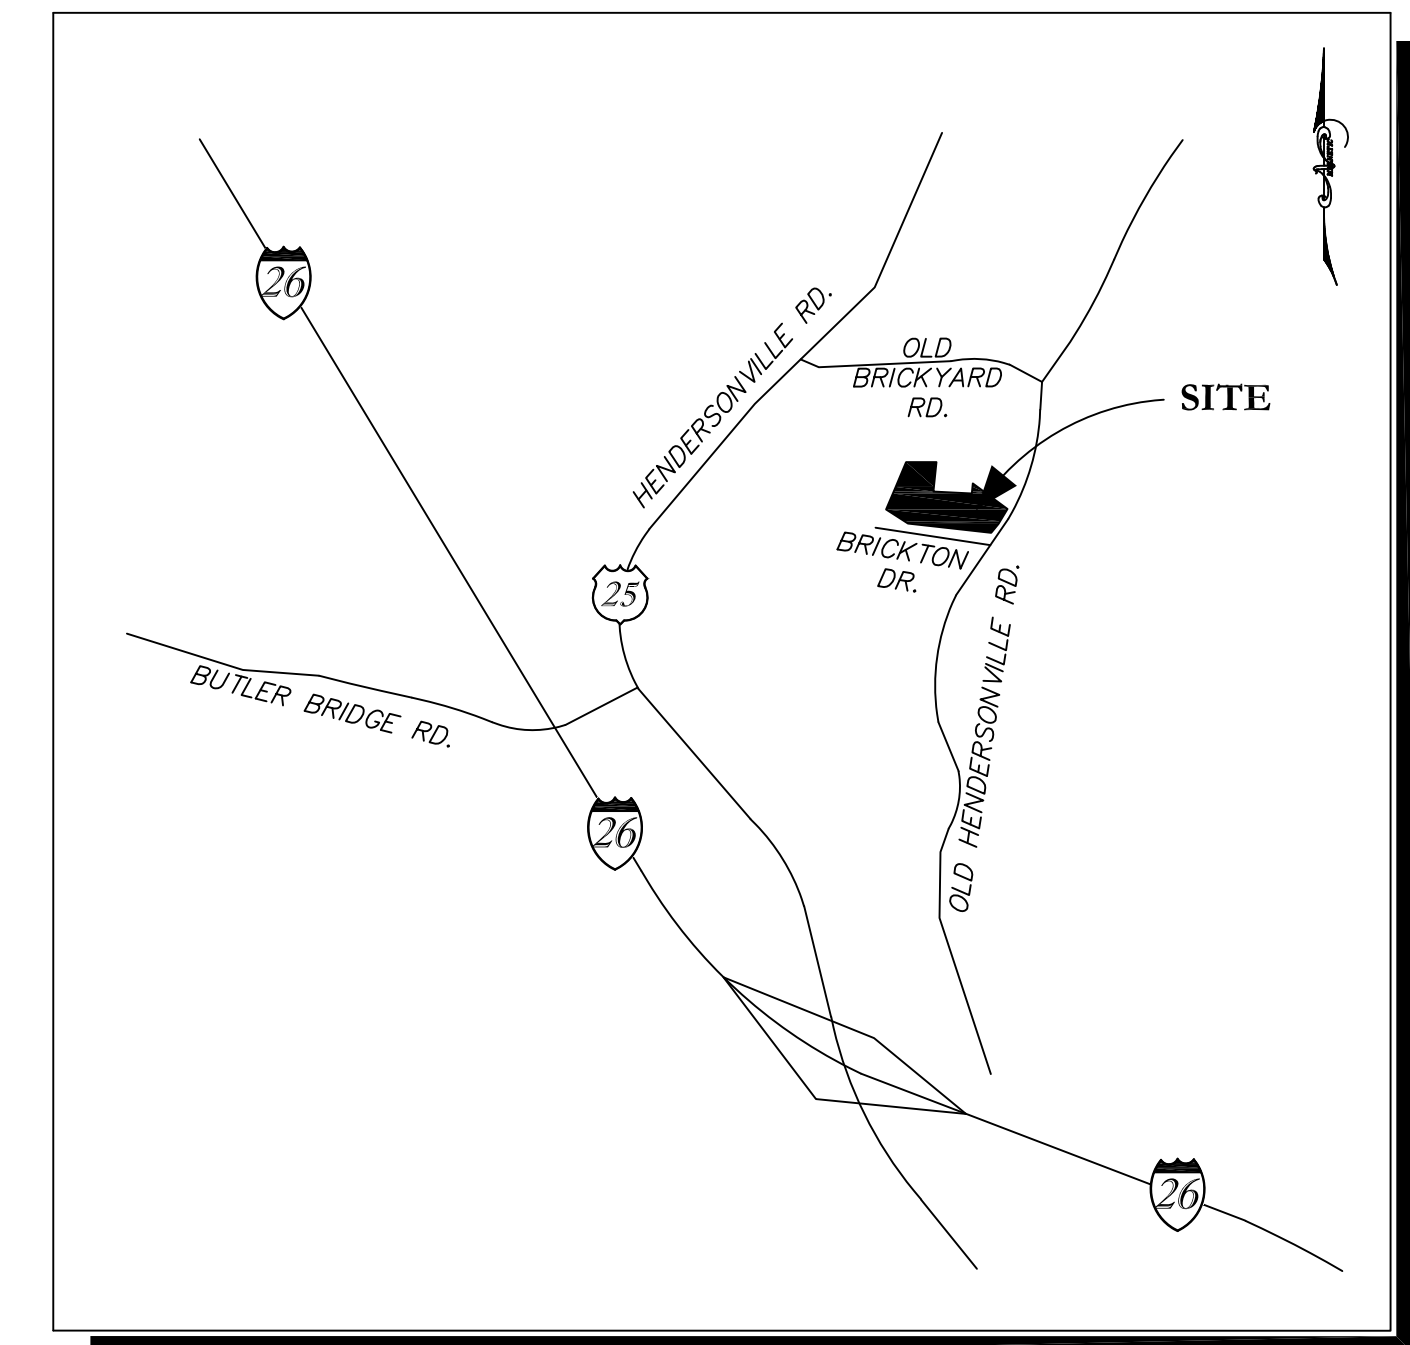 26
HENDERSONVILLE RD.
OLD
BRICKYARD
RD.
SITE
BRICKTON
DR.
25
OLD HENDERSONVILLE RD.
BUTLER BRIDGE RD.
26
26